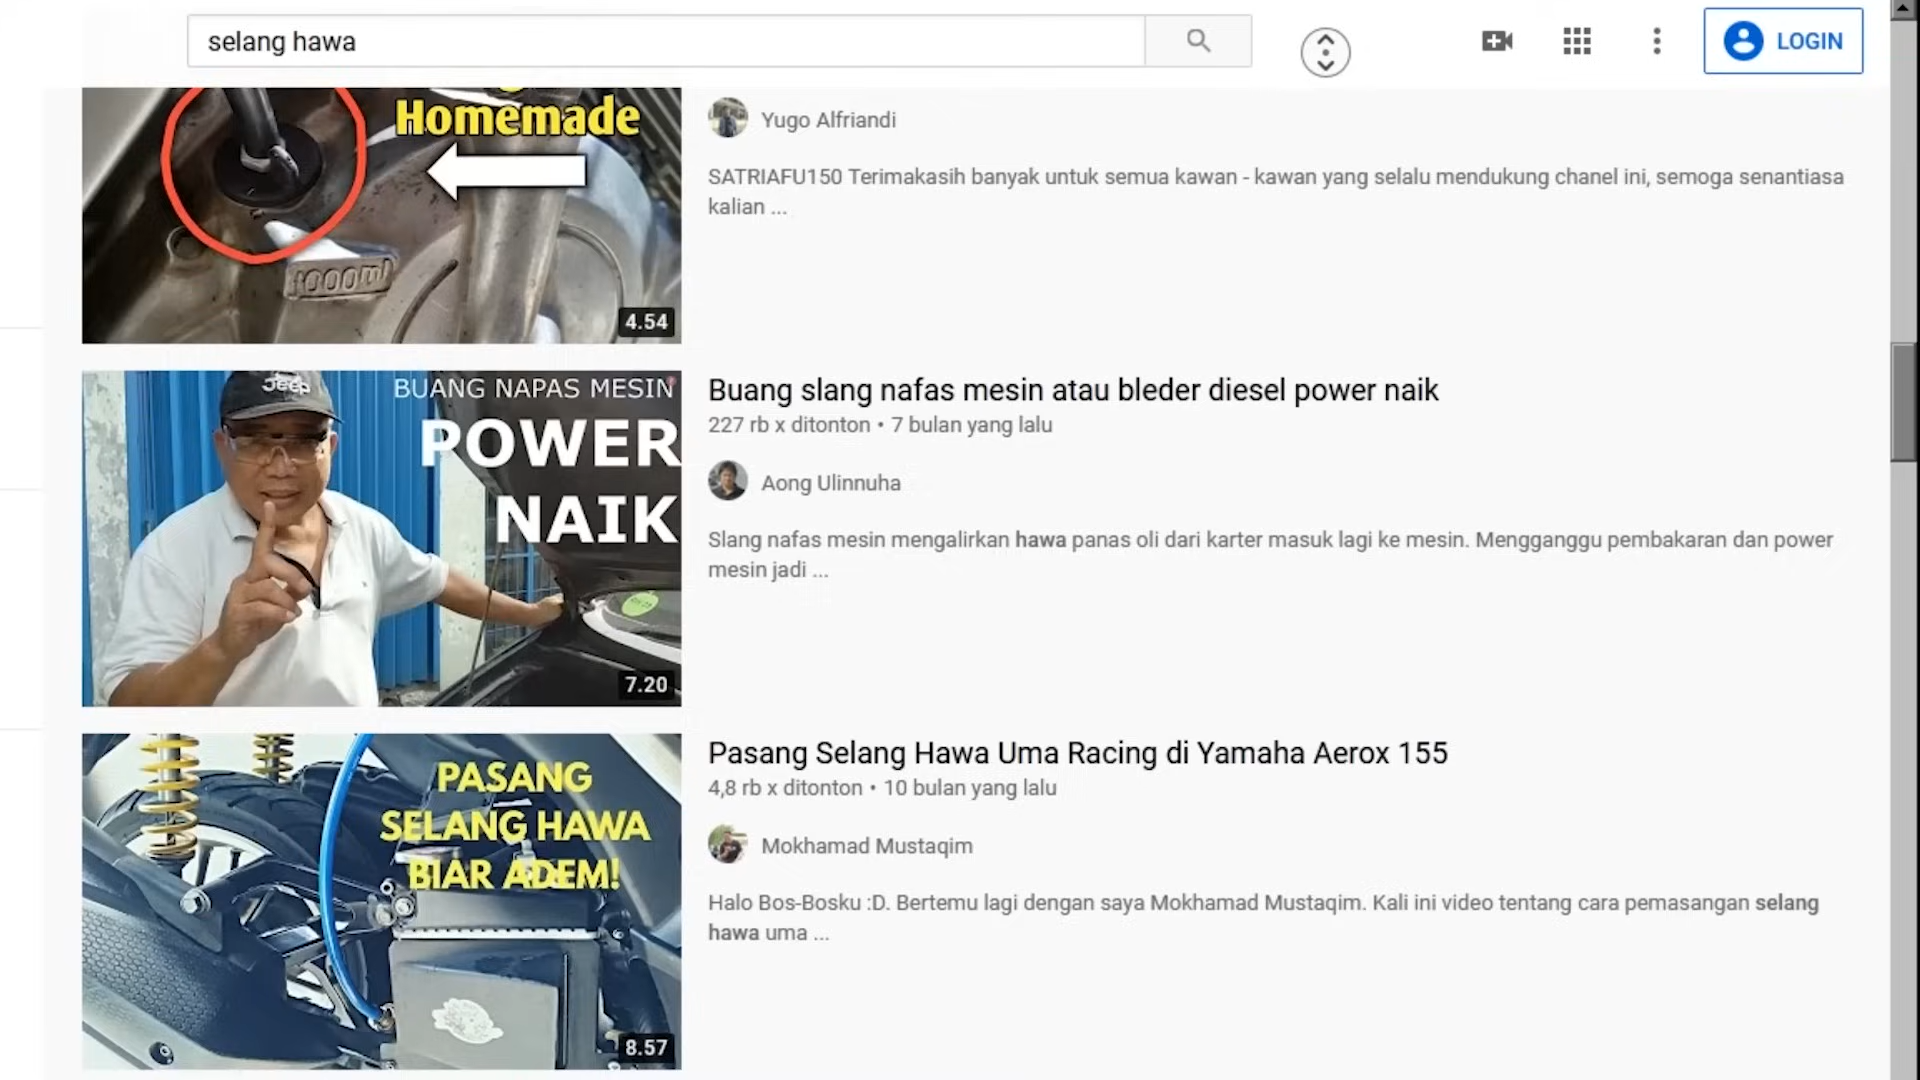 selang hawa
LOGIN
Homemade
1000ml
4.54
Yugo Alfriandi
SATRIAFU150 Terimakasih banyak untuk semua kawan - kawan yang selalu mendukung chanel ini, semoga senantiasa
kalian ...
Jeep
BUANG NAPAS MESIN
POWER
NAIK
7.20
Buang slang nafas mesin atau bleder diesel power naik
227 rb x ditonton • 7 bulan yang lalu
Aong Ulinnuha
Slang nafas mesin mengalirkan hawa panas oli dari karter masuk lagi ke mesin. Mengganggu pembakaran dan power
mesin jadi ...
PASANG
SELANG HAWA
BIAR ADEM!
8.57
Pasang Selang Hawa Uma Racing di Yamaha Aerox 155
4,8 rb x ditonton • 10 bulan yang lalu
Mokhamad Mustaqim
Halo Bos-Bosku :D. Bertemu lagi dengan saya Mokhamad Mustaqim. Kali ini video tentang cara pemasangan selang
hawa uma ...